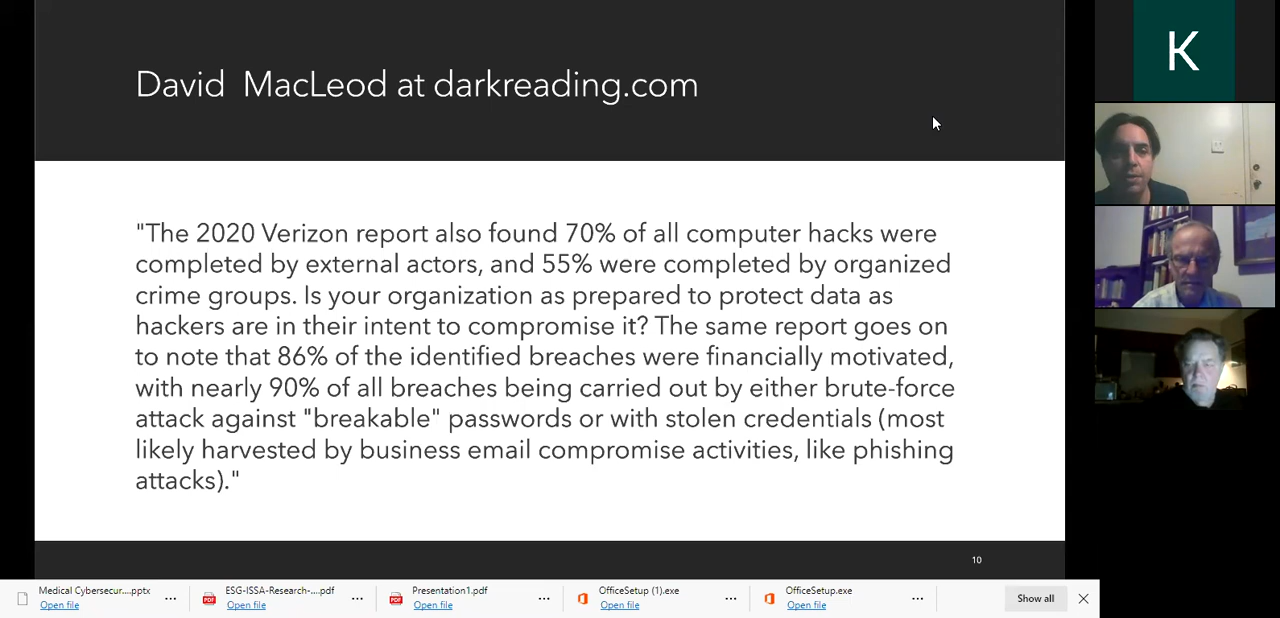 David MacLeod at darkreading.com
"The 2020 Verizon report also found 70% of all computer hacks were
completed by external actors, and 55% were completed by organized
crime groups. Is your organization as prepared to protect data as
hackers are in their intent to compromise it? The same report goes on
to note that 86% of the identified breaches were financially motivated,
with nearly 90% of all breaches being carried out by either brute-force
attack against "breakable" passwords or with stolen credentials (most
likely harvested by business email compromise activities, like phishing
attacks)."
10
K
Medical Cybersecur....pptx
Open file
PDF
ESG-ISSA-Research-....pdf
Open file
PDF
Presentation1.pdf
Open file
OfficeSetup (1).exe
Open file
OfficeSetup.exe
Open file
Show all